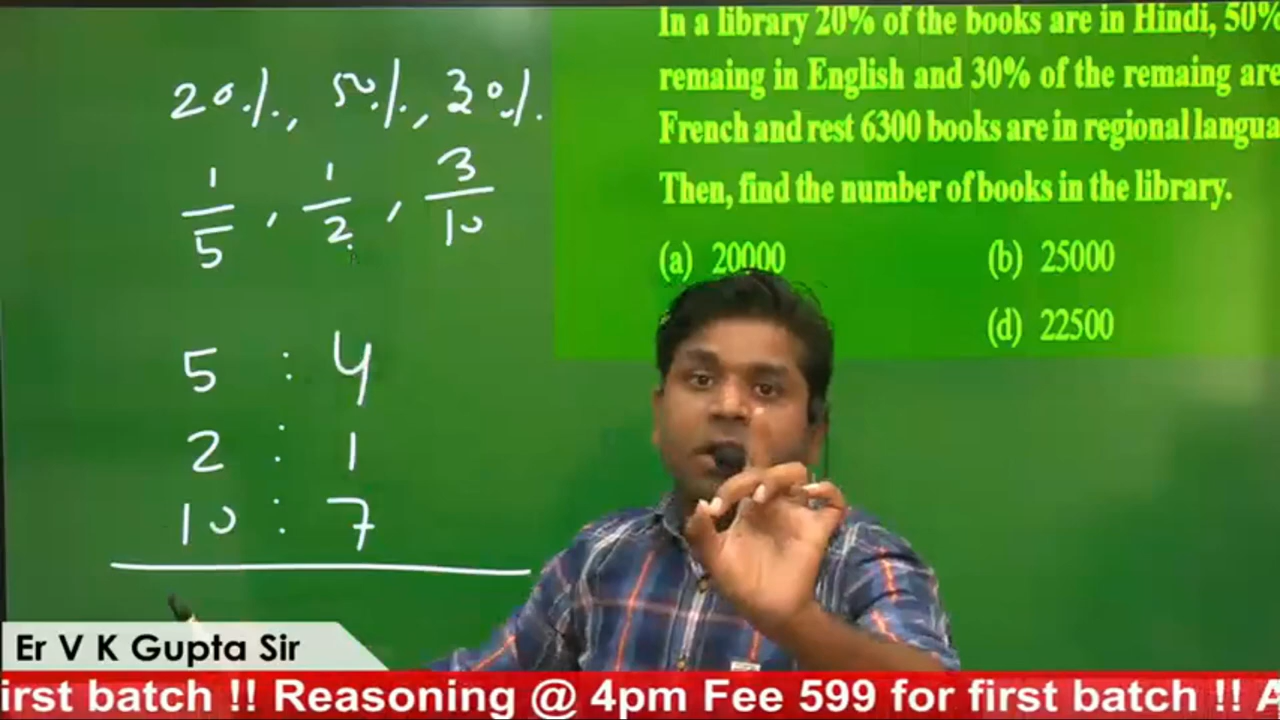 20%, 50%, 30%.
1/5, 1/2, 3/10
5 : 4
2 : 1
10 : 7
In a library 20% of the books are in Hindi, 50%
remaing in English and 30% of the remaing are
French and rest 6300 books are in regional
Then, find the number of books in the library.
(a) 20000 (b) 25000
(d) 22500
Er V K Gupta Sir
batch !! Reasoning @ 4pm Fee 599 for first batch !!